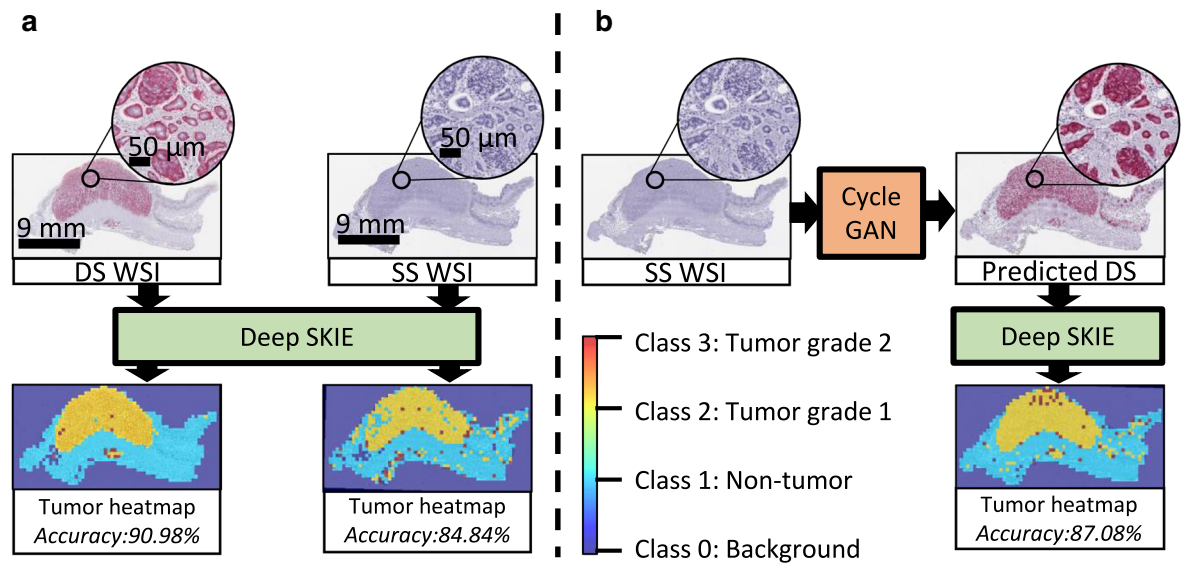 a
50 μm
9 mm
DS WSI
50 μm
9 mm
SS WSI
Deep SKIE
Tumor heatmap
Accuracy:90.98%
Tumor heatmap
Accuracy:84.84%
b
SS WSI
Cycle
GAN
Predicted DS
Deep SKIE
Class 3: Tumor grade 2
Class 2: Tumor grade 1
Class 1: Non-tumor
Class 0: Background
Tumor heatmap
Accuracy:87.08%